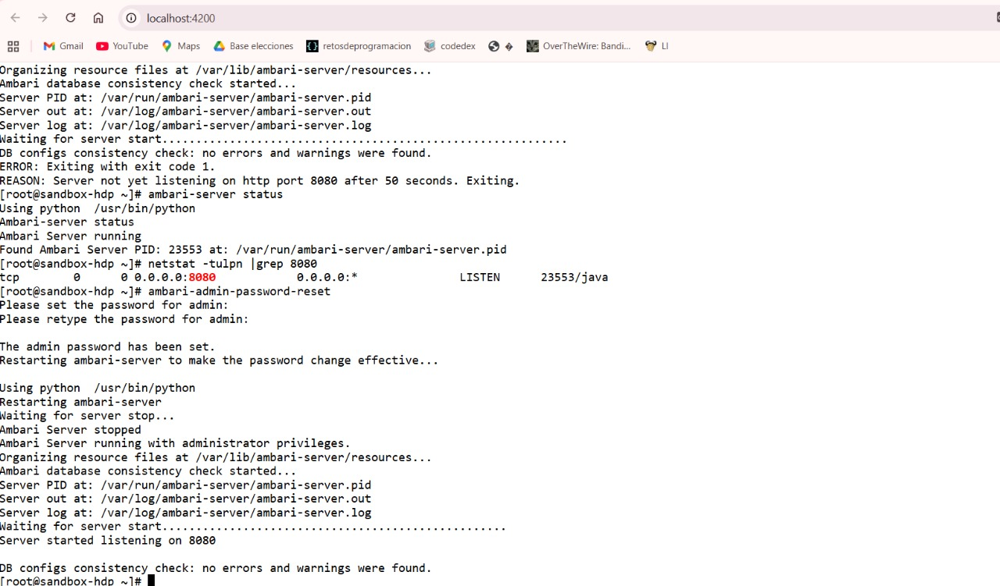 localhost:4200
Gmail YouTube Maps Base elecciones retosdeprogramacion codedex � OverTheWire: Bandi... LI
Organizing resource files at /var/lib/ambari-server/resources...
Ambari database consistency check started...
Server PID at: /var/run/ambari-server/ambari-server.pid
Server out at: /var/log/ambari-server/ambari-server.out
Server log at: /var/log/ambari-server/ambari-server.log
Waiting for server start............................................................
DB configs consistency check: no errors and warnings were found.
ERROR: Exiting with exit code 1.
REASON: Server not yet listening on http port 8080 after 50 seconds. Exiting.
[root@sandbox-hdp ~]# ambari-server status
Using python  /usr/bin/python
Ambari-server status
Ambari Server running
Found Ambari Server PID: 23553 at: /var/run/ambari-server/ambari-server.pid
[root@sandbox-hdp ~]# netstat -tulpn |grep 8080
tcp        0      0 0.0.0.0:8080            0.0.0.0:*               LISTEN      23553/java
[root@sandbox-hdp ~]# ambari-admin-password-reset
Please set the password for admin:
Please retype the password for admin:
The admin password has been set.
Restarting ambari-server to make the password change effective...
Using python  /usr/bin/python
Restarting ambari-server
Waiting for server stop...
Ambari Server stopped
Ambari Server running with administrator privileges.
Organizing resource files at /var/lib/ambari-server/resources...
Ambari database consistency check started...
Server PID at: /var/run/ambari-server/ambari-server.pid
Server out at: /var/log/ambari-server/ambari-server.out
Server log at: /var/log/ambari-server/ambari-server.log
Waiting for server start...................................................
Server started listening on 8080
DB configs consistency check: no errors and warnings were found.
[root@sandbox-hdp ~]#